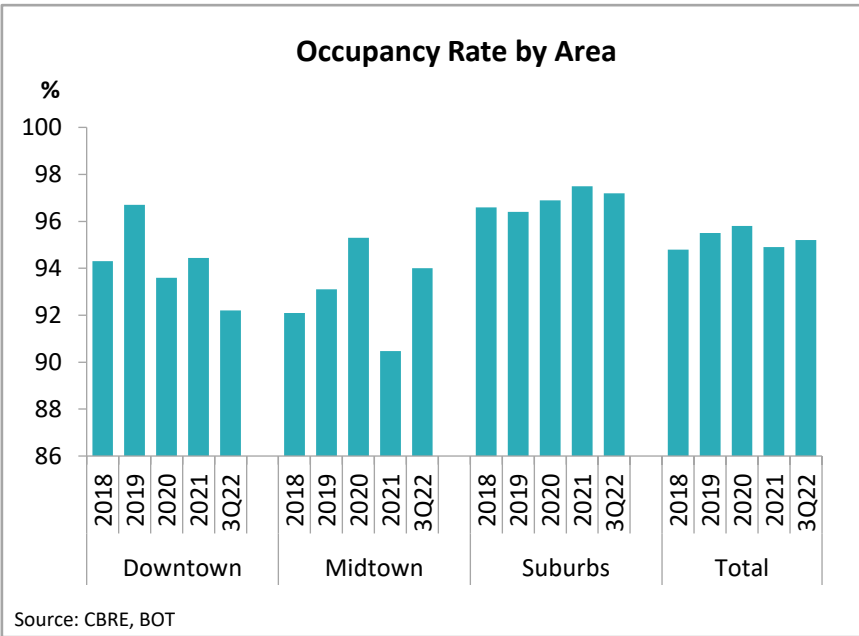 Occupancy Rate by Area
%
100
98
96
94
92
90
88
86
2018 2019 2020 2021 3Q22 2018 2019 2020 2021 3Q22 2018 2019 2020 2021 3Q22 2018 2019 2020 2021 3Q22
Downtown Midtown Suburbs Total
Source: CBRE, BOT